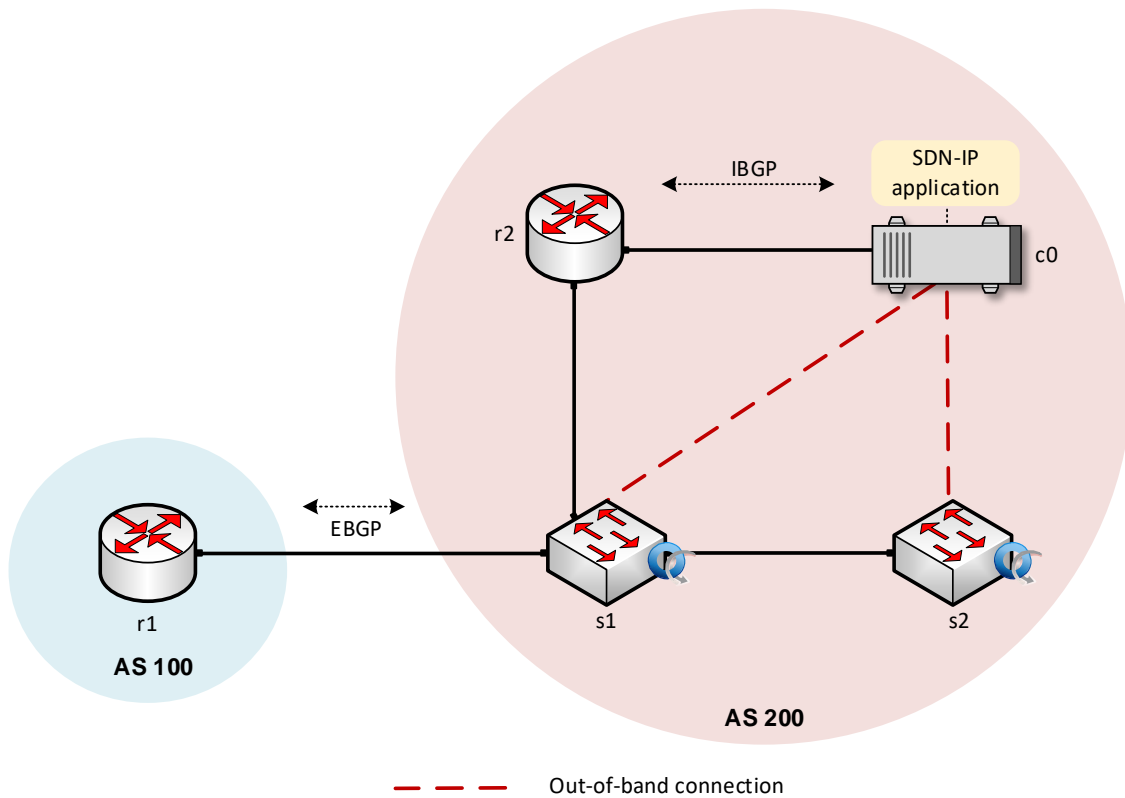 SDN-IP
application
IBGP
r2
c0
EBGP
r1
s1
s2
AS 100
AS 200
Out-of-band connection